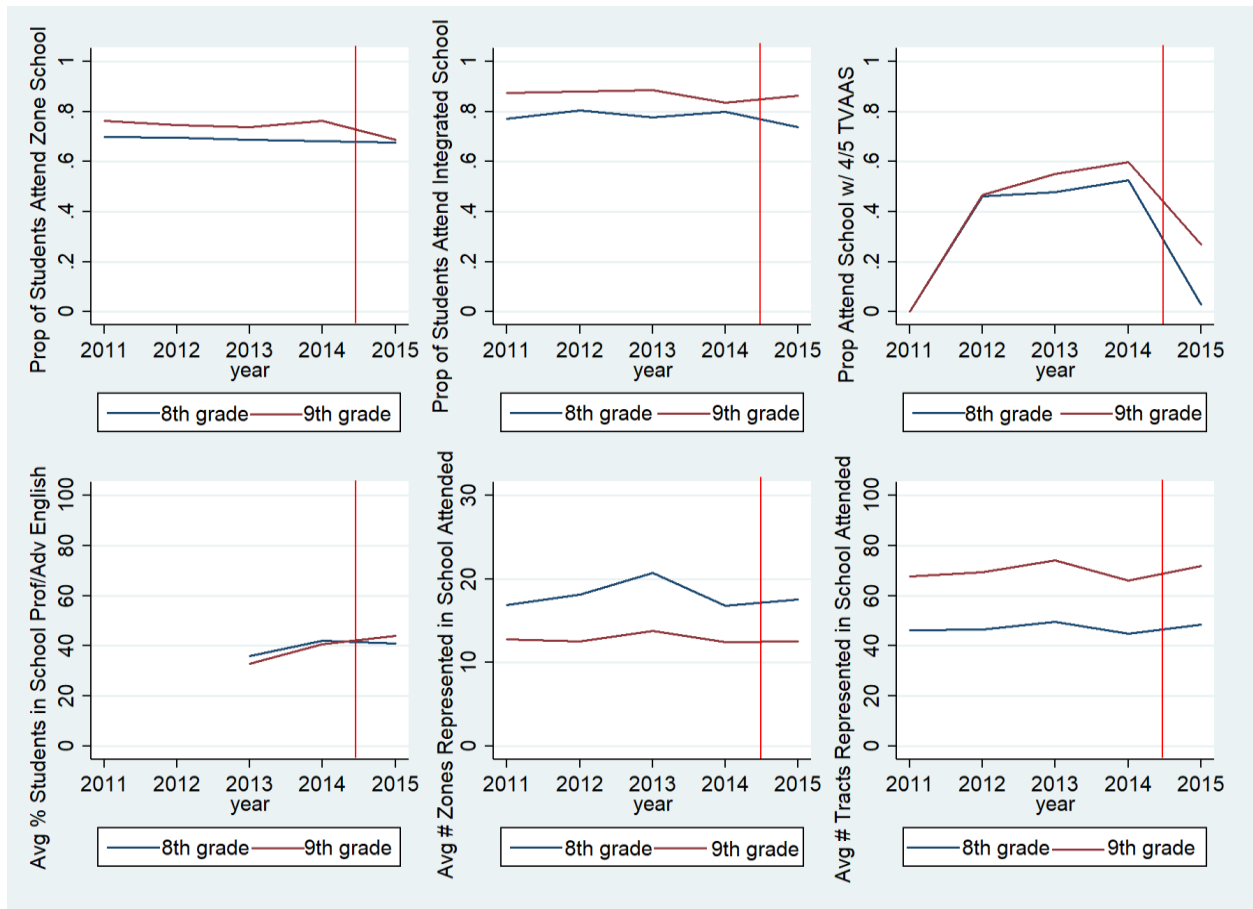 Prop of Students Attend Zone School
1
.8
.6
.4
.2
0
2011 2012 2013 2014 2015
year
8th grade 9th grade
Prop of Students Attend Integrated School
1
.8
.6
.4
.2
0
2011 2012 2013 2014 2015
year
8th grade 9th grade
Prop Attend School w/ 4/5 TVAAS
1
.8
.6
.4
.2
0
2011 2012 2013 2014 2015
year
8th grade 9th grade
Avg % Students in School Prof/Adv English
100
80
60
40
20
0
2011 2012 2013 2014 2015
year
8th grade 9th grade
Avg # Zones Represented in School Attended
30
20
10
0
2011 2012 2013 2014 2015
year
8th grade 9th grade
Avg # Tracts Represented in School Attended
100
80
60
40
20
0
2011 2012 2013 2014 2015
year
8th grade 9th grade